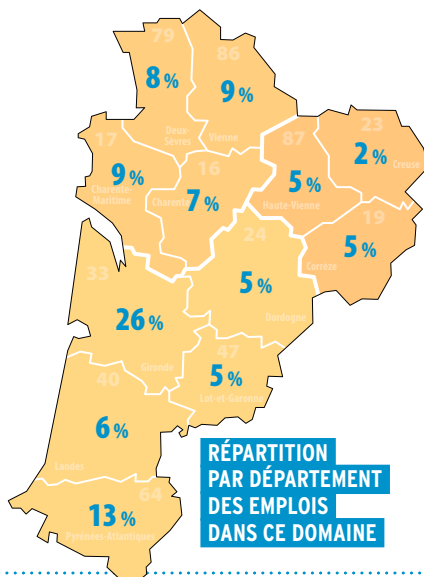 79
8 %
Deux-
Sèvres
86
9 %
Vienne
17
9 %
Charente
Maritime
16
7 %
Charente
87
5 %
Haute-Vienne
23
2 %
Creuse
19
5 %
Corrèze
24
5 %
Dordogne
33
26 %
Gironde
47
5 %
Lot-et-Garonne
40
6 %
Landes
64
13 %
Pyrénées-Atlantiques
RÉPARTITION
PAR DÉPARTEMENT
DES EMPLOIS
DANS CE DOMAINE